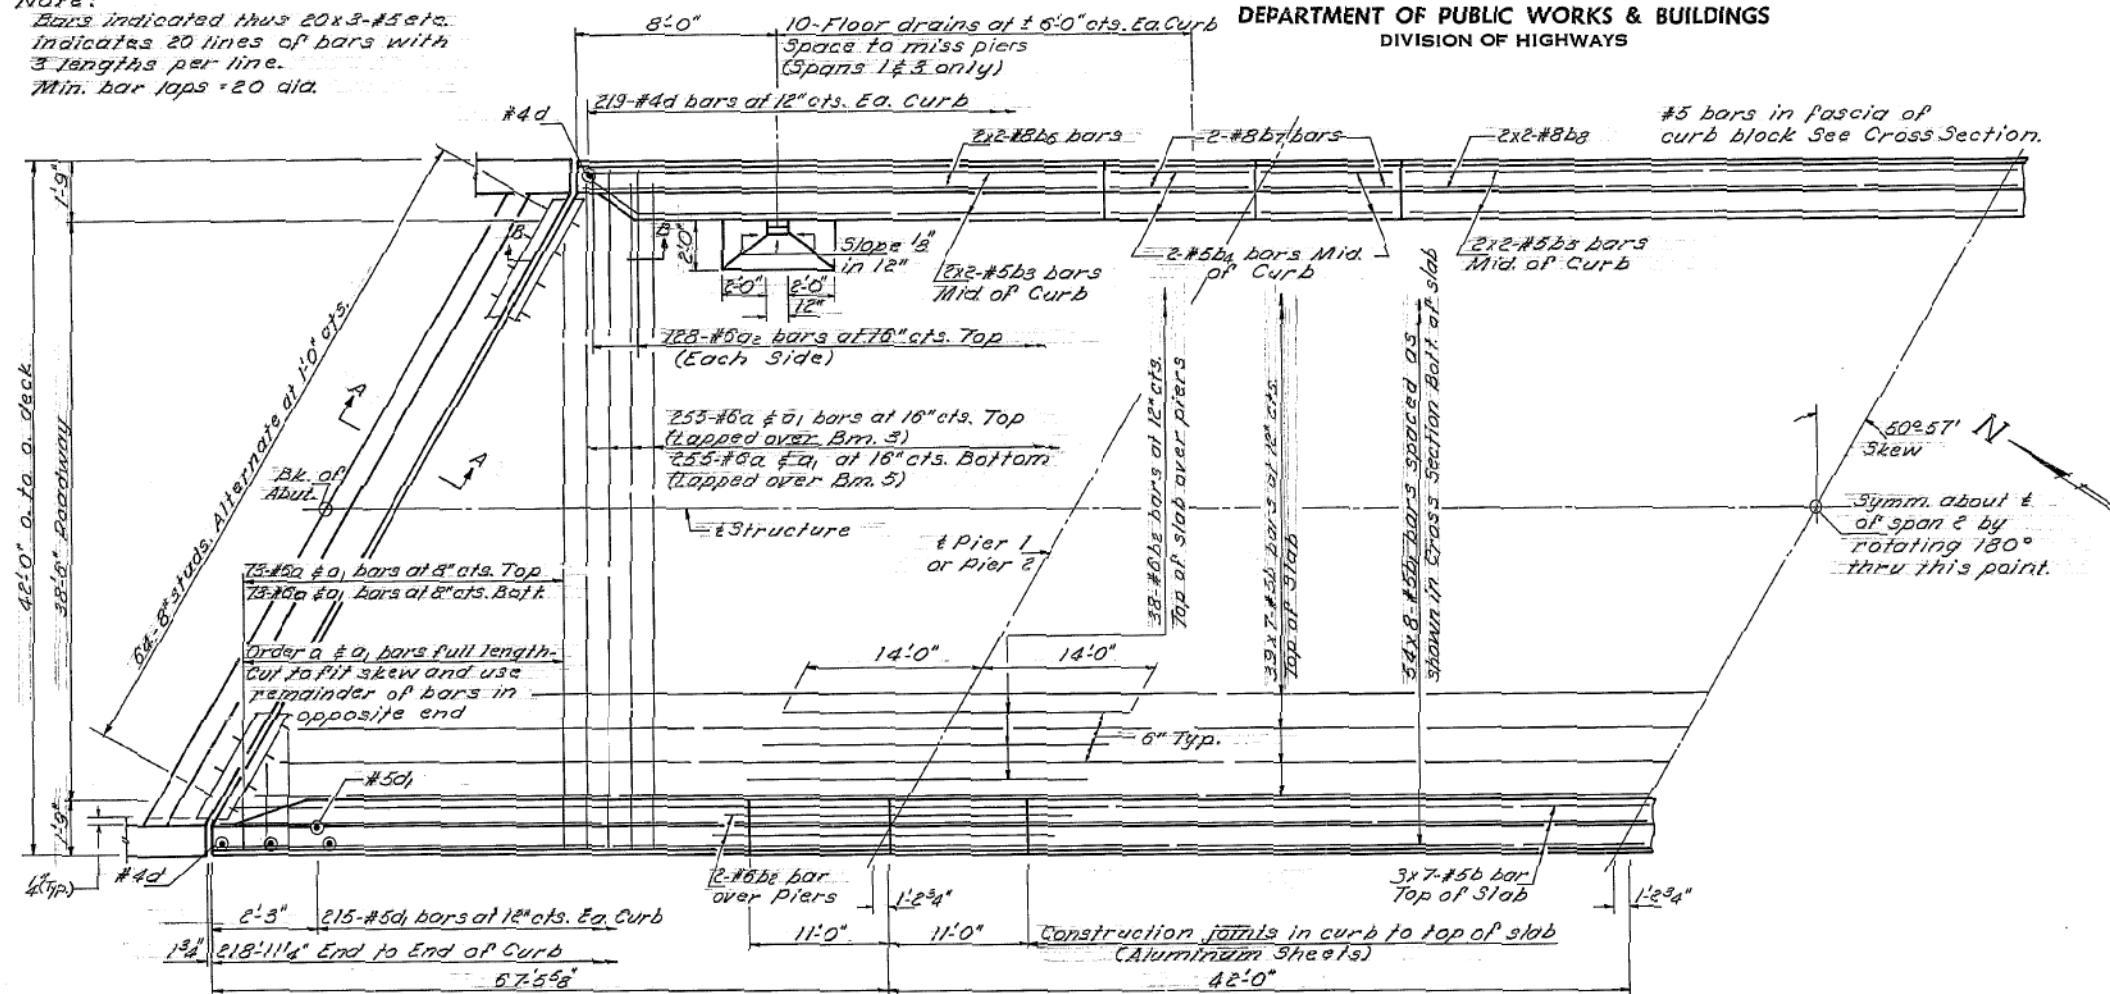 Note:
Bars indicated thus 20x3-#5 etc.
indicates 20 lines of bars with
3 lengths per line.
Min. bar laps = 20 dia.
8'-0"
10-Floor drains at ± 6'0" cts. Ea. Curb
Space to miss piers
(Spans 1 & 3 only)
DEPARTMENT OF PUBLIC WORKS & BUILDINGS
DIVISION OF HIGHWAYS
219-#4d bars at 12" cts. Ea. Curb
#4d
2x2-#8b6 bars
2-#8b7 bars
2x2-#8b8
#5 bars in fascia of
curb block See Cross Section.
1'-9"
B
B
2'-0"
Slope 1/8"
in 12"
2'-0"
2'-0"
12"
2x2-#5b3 bars
Mid. of Curb
2-#5b4 bars Mid.
of Curb
2x2-#5b5 bars
Mid. of Curb
128-#6a2 bars at 16" cts. Top
(Each Side)
64-8" studs. Alternate at 1'-0" cts.
42'-0" o. to o. deck
38'-6" Roadway
A
A
255-#6a & a1 bars at 16" cts. Top
(Lapped over Bm. 3)
255-#6a & a1 at 16" cts. Bottom
(Lapped over Bm. 5)
Bk. of
Abut.
℄ Structure
℄ Pier 1
or Pier 2
38-#6b2 bars at 12" cts.
Top of slab over piers
39x7-#5b bars at 12" cts.
Top of Slab
54x8-#5b1 bars spaced as
shown in Cross Section Bott. of slab
50°57'
Skew
N
Symm. about ℄
of span 2 by
rotating 180°
thru this point.
73-#6a & a1 bars at 8" cts. Top
73-#6a & a1 bars at 8" cts. Bott.
Order a & a1 bars full length-
Cut to fit skew and use
remainder of bars in
opposite end
14'-0"
14'-0"
6" Typ.
#5d1
1'-9"
1/4" (Typ.)
#4d
2-#6b2 bar
over Piers
1'-2 3/4"
3x7-#5b bar
Top of Slab
1'-2 3/4"
2'-3"
215-#5d1 bars at 12" cts. Ea. Curb
1 3/4"
218'-11 1/4" End to End of Curb
11'-0"
11'-0"
Construction joints in curb to top of slab
(Aluminum Sheets)
67'-5 5/8"
42'-0"